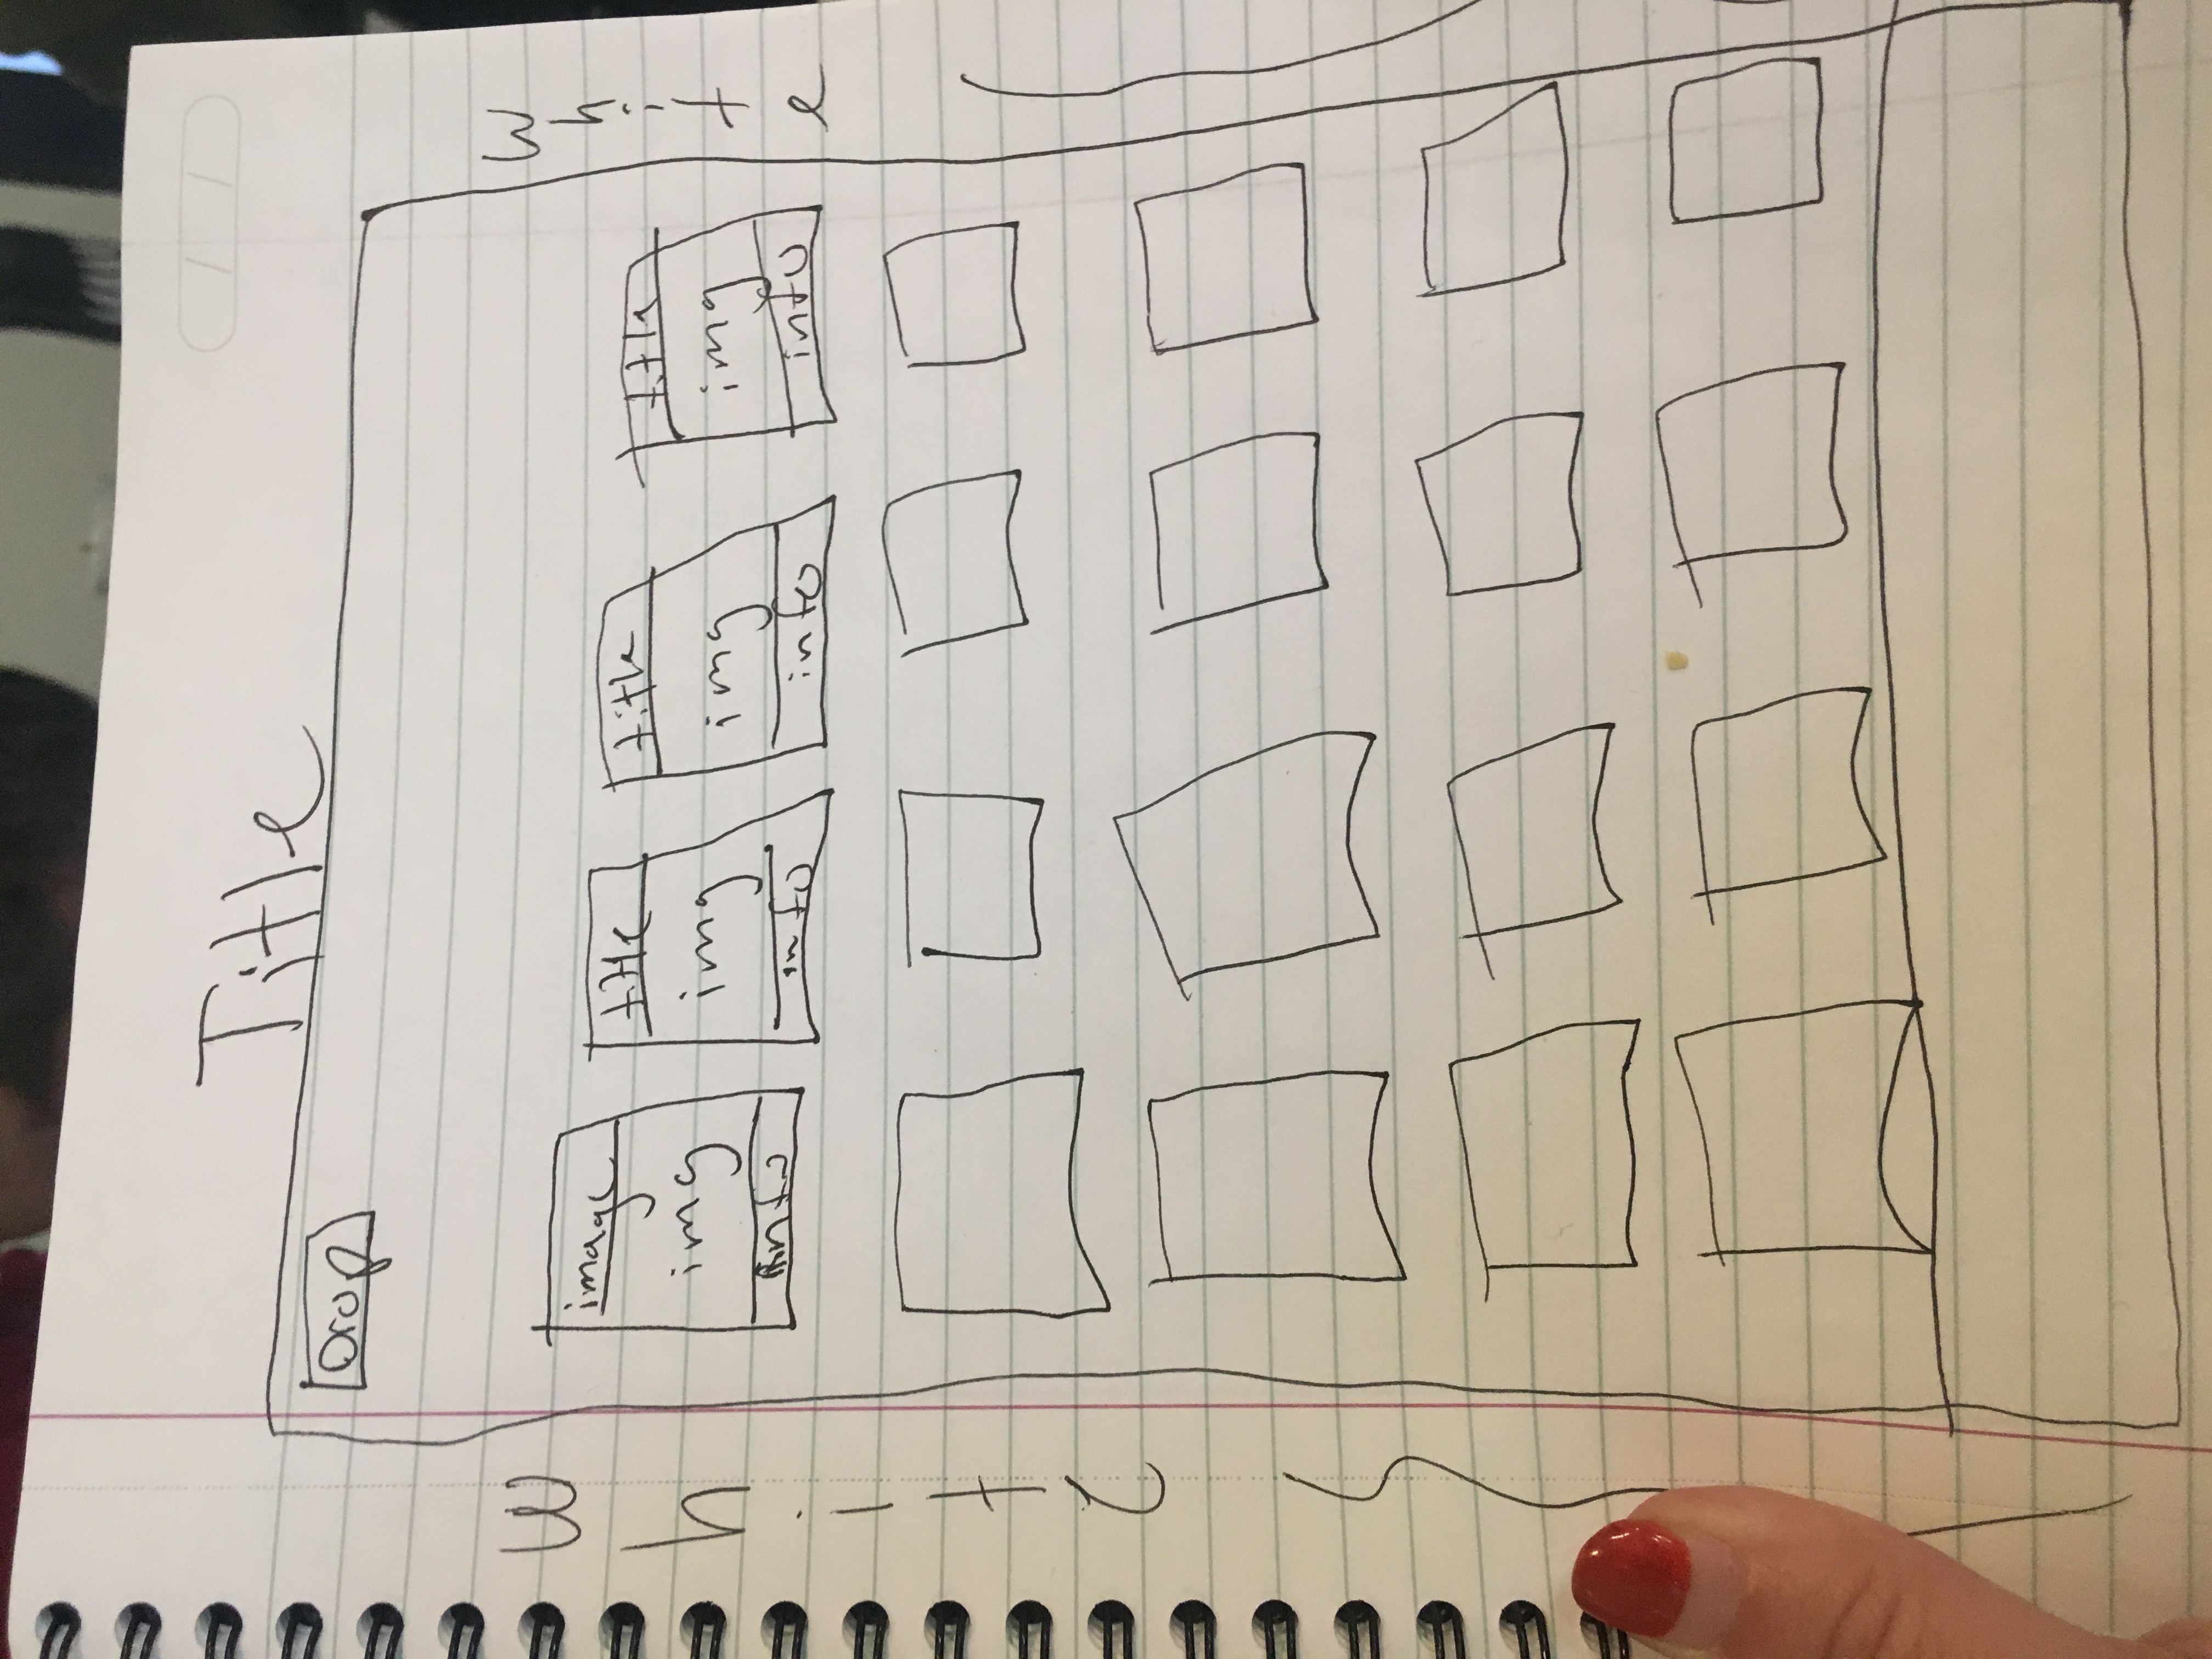 Title
Drop
image title title title
img img img img
info info info info
White
White